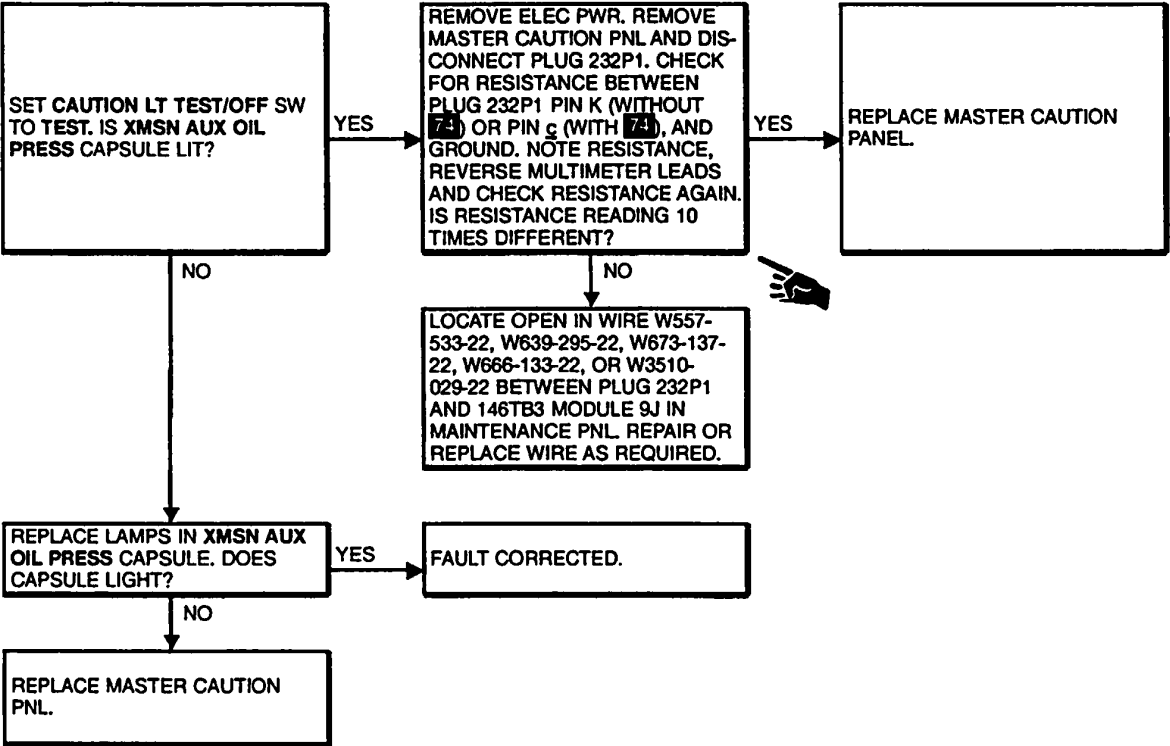 SET CAUTION LT TEST/OFF SW
TO TEST. IS XMSN AUX OIL
PRESS CAPSULE LIT?
YES
REMOVE ELEC PWR. REMOVE
MASTER CAUTION PNL AND DIS-
CONNECT PLUG 232P1. CHECK
FOR RESISTANCE BETWEEN
PLUG 232P1 PIN K (WITHOUT
74) OR PIN c (WITH 74), AND
GROUND. NOTE RESISTANCE,
REVERSE MULTIMETER LEADS
AND CHECK RESISTANCE AGAIN.
IS RESISTANCE READING 10
TIMES DIFFERENT?
YES
REPLACE MASTER CAUTION
PANEL.
NO
NO
LOCATE OPEN IN WIRE W557-
533-22, W639-295-22, W673-137-
22, W666-133-22, OR W3510-
029-22 BETWEEN PLUG 232P1
AND 146TB3 MODULE 9J IN
MAINTENANCE PNL. REPAIR OR
REPLACE WIRE AS REQUIRED.
REPLACE LAMPS IN XMSN AUX
OIL PRESS CAPSULE. DOES
CAPSULE LIGHT?
YES
FAULT CORRECTED.
NO
REPLACE MASTER CAUTION
PNL.